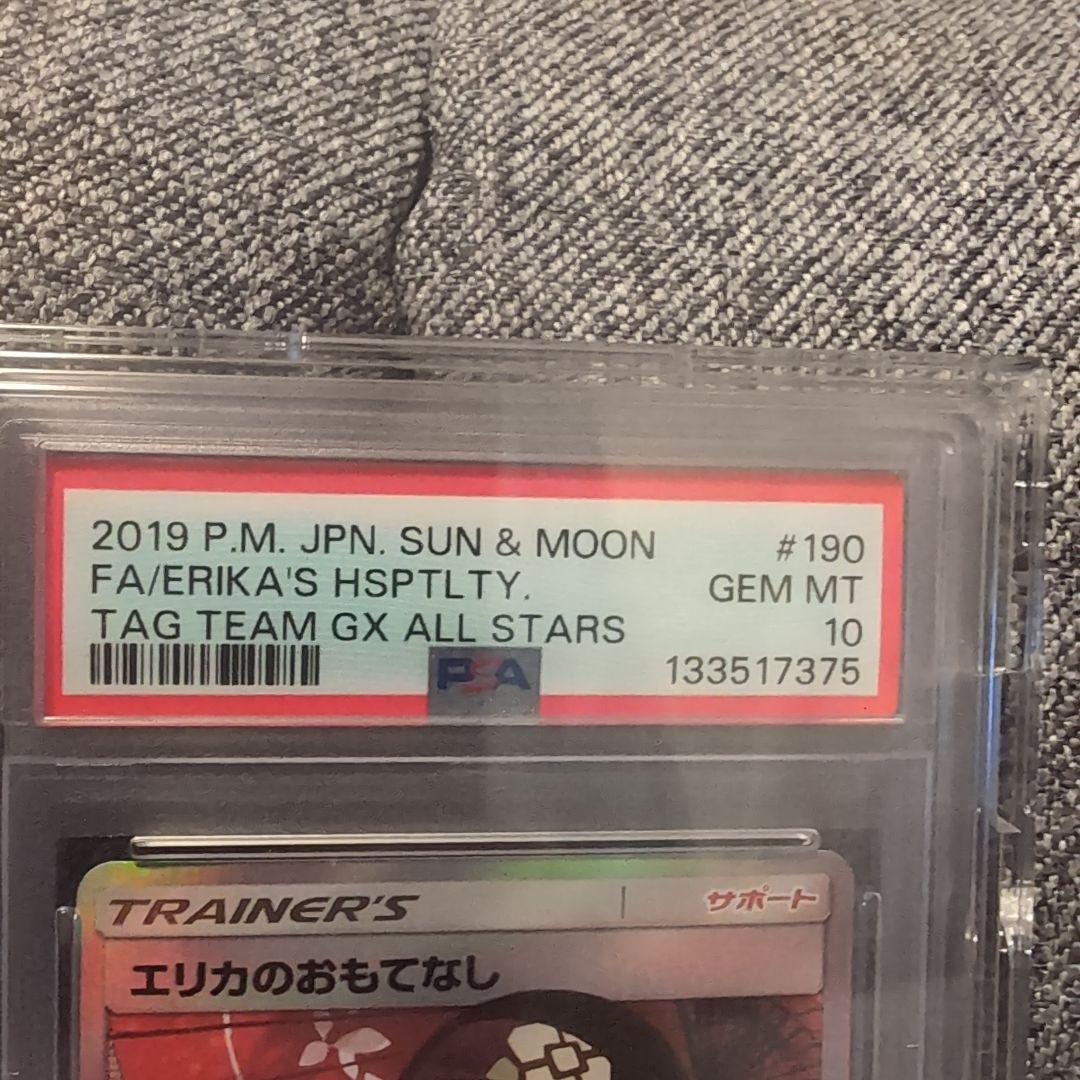 2019 P.M. JPN. SUN & MOON #190
FA/ERIKA'S HSPTLTY. GEM MT
TAG TEAM GX ALL STARS 10
PSA 133517375
TRAINER'S サポート
エリカのおもてなし